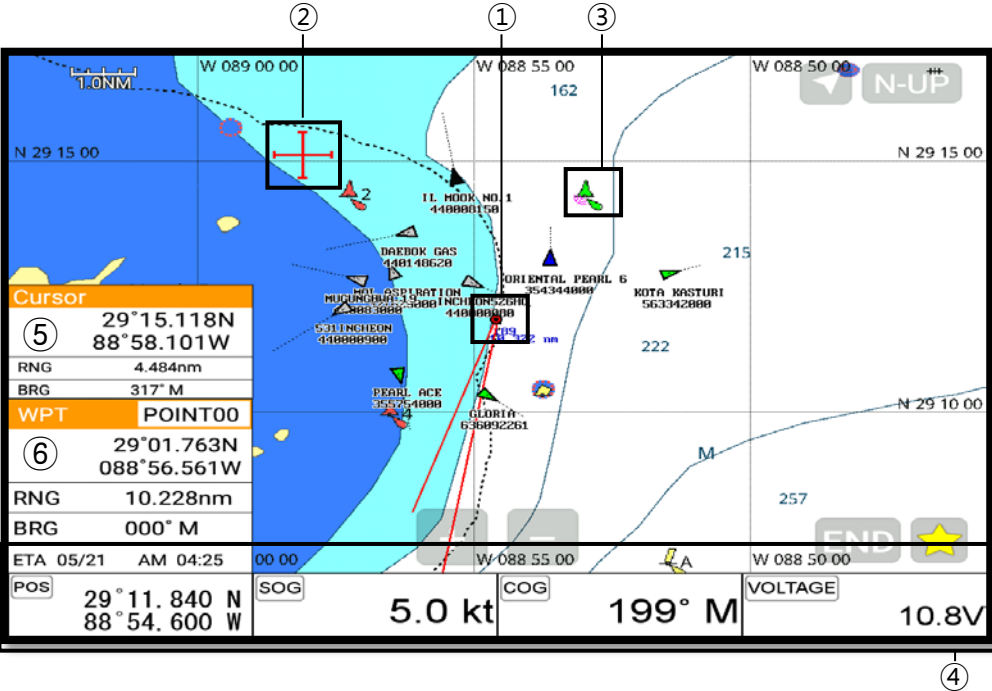 ② ① ③
W 089 00 00 W 088 55 00 W 088 50 00
1.0NM
N-UP
162
N 29 15 00 N 29 15 00
2
IL MOOK NO.1
440008150
DAEBOK GAS
440148620
215
ORIENTAL PEARL 6
354344000
KOTA KASTURI
563342000
531INCHEON
440000900
222
PEARL ACE
355754000
4
GLORIA
636092261
N 29 10 00
M
257
Cursor
⑤
29°15.118N
88°58.101W
RNG 4.484nm
BRG 317° M
WPT POINT00
⑥
29°01.763N
088°56.561W
RNG 10.228nm
BRG 000° M
END
ETA 05/21 AM 04:25
00 00 W 088 55 00 A W 088 50 00
POS 29°11.840 N
88°54.600 W
SOG 5.0 kt
COG 199° M
VOLTAGE 10.8V
④